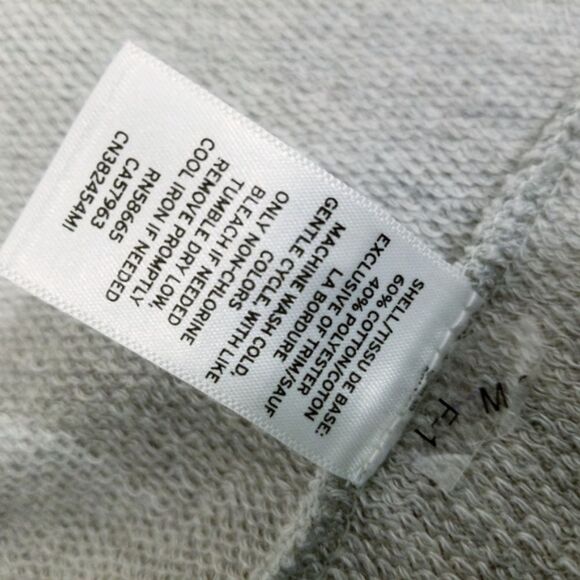 SHELL/TISSU DE BASE:
60% COTTON/COTON
40% POLYESTER
EXCLUSIVE OF TRIM/SAUF
LA BORDURE
MACHINE WASH COLD,
GENTLE CYCLE, WITH LIKE
COLORS
ONLY NON-CHLORINE
BLEACH IF NEEDED
TUMBLE DRY LOW,
REMOVE PROMPTLY
COOL IRON IF NEEDED
RN58665
CA57963
CN382454MI
M
F-1